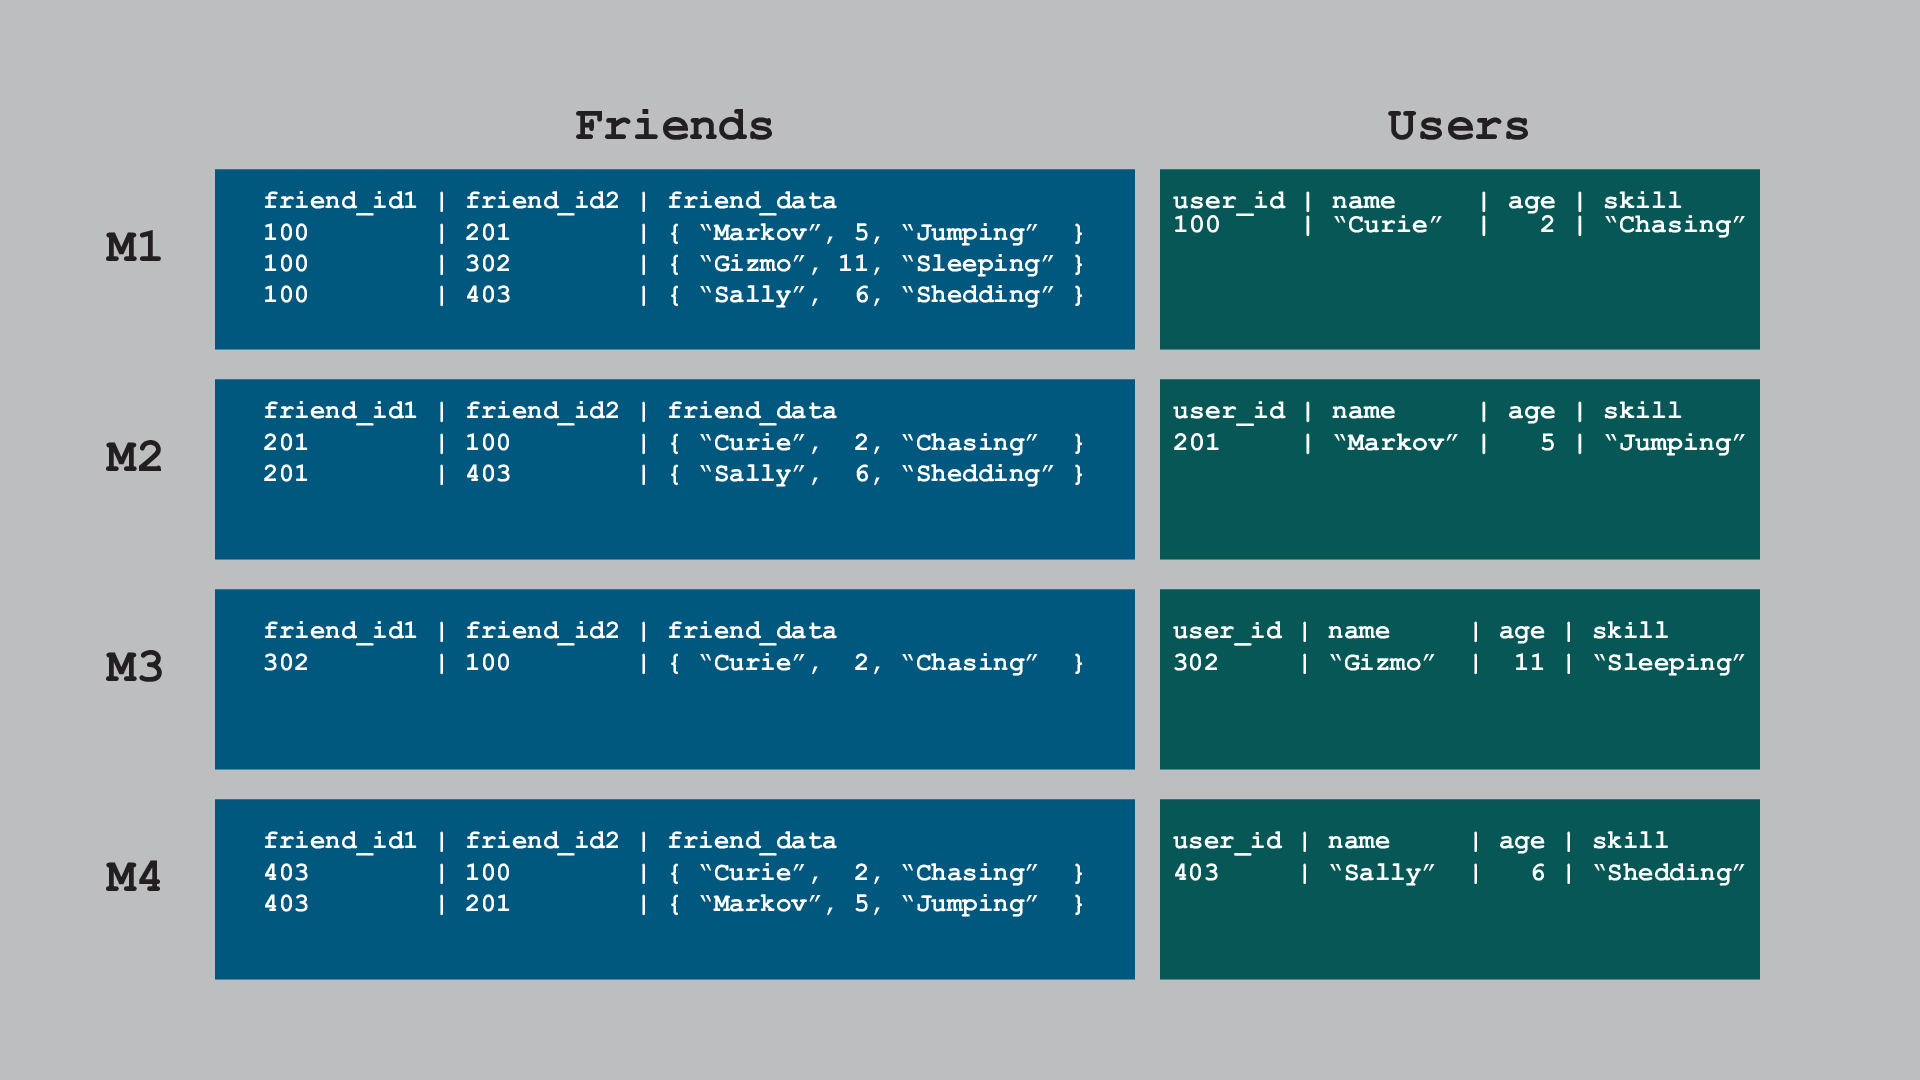 Friends Users
M1
friend_id1 | friend_id2 | friend_data
100 | 201 | { “Markov”, 5, “Jumping” }
100 | 302 | { “Gizmo”, 11, “Sleeping” }
100 | 403 | { “Sally”, 6, “Shedding” }
user_id | name | age | skill
100 | “Curie” | 2 | “Chasing”
M2
friend_id1 | friend_id2 | friend_data
201 | 100 | { “Curie”, 2, “Chasing” }
201 | 403 | { “Sally”, 6, “Shedding” }
user_id | name | age | skill
201 | “Markov” | 5 | “Jumping”
M3
friend_id1 | friend_id2 | friend_data
302 | 100 | { “Curie”, 2, “Chasing” }
user_id | name | age | skill
302 | “Gizmo” | 11 | “Sleeping”
M4
friend_id1 | friend_id2 | friend_data
403 | 100 | { “Curie”, 2, “Chasing” }
403 | 201 | { “Markov”, 5, “Jumping” }
user_id | name | age | skill
403 | “Sally” | 6 | “Shedding”